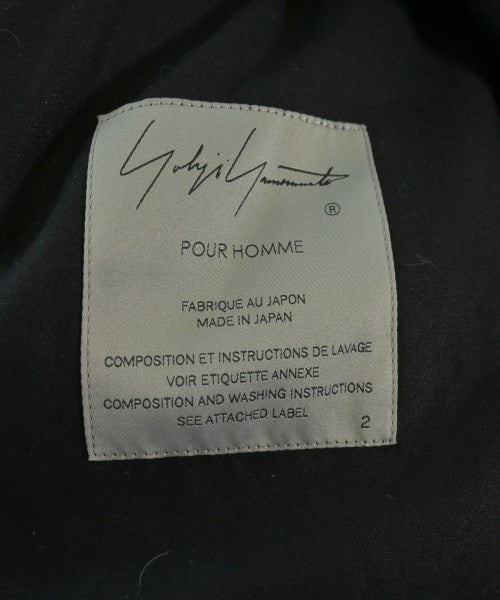 Yohji Yamamoto
®
POUR HOMME
FABRIQUE AU JAPON
MADE IN JAPAN
COMPOSITION ET INSTRUCTIONS DE LAVAGE
VOIR ETIQUETTE ANNEXE
COMPOSITION AND WASHING INSTRUCTIONS
SEE ATTACHED LABEL
2